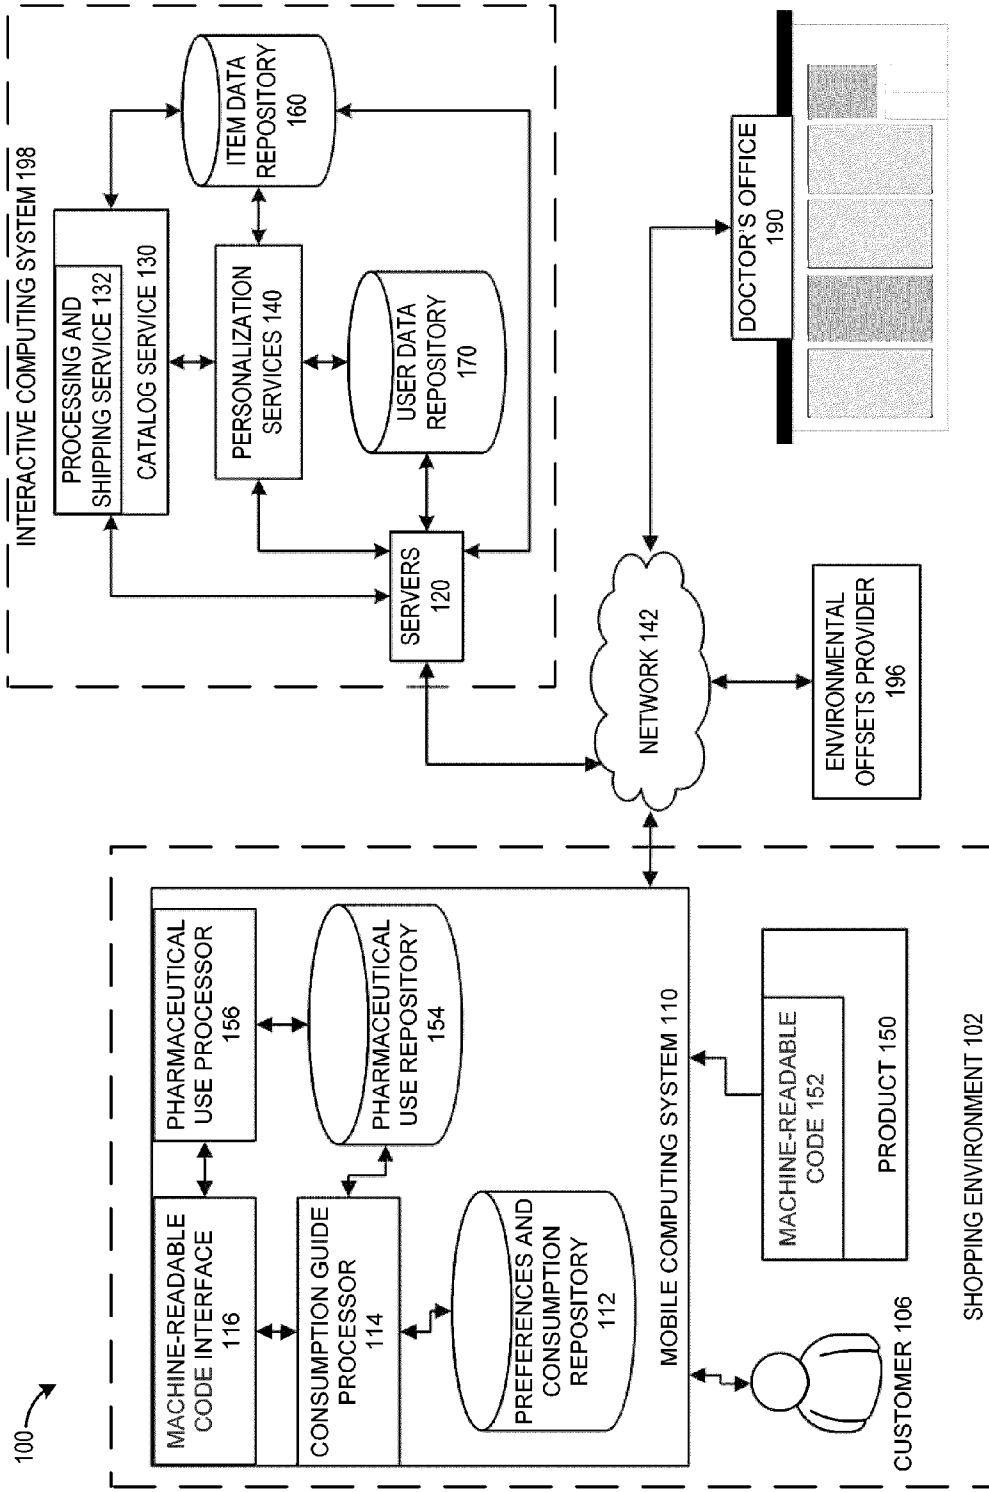 100
MACHINE-READABLE
CODE INTERFACE
116
PHARMACEUTICAL
USE PROCESSOR
156
CONSUMPTION GUIDE
PROCESSOR
114
PHARMACEUTICAL
USE REPOSITORY
154
PREFERENCES AND
CONSUMPTION
REPOSITORY
112
MOBILE COMPUTING SYSTEM 110
CUSTOMER 106
MACHINE-READABLE
CODE 152
PRODUCT 150
SHOPPING ENVIRONMENT 102
INTERACTIVE COMPUTING SYSTEM 198
PROCESSING AND
SHIPPING SERVICE 132
CATALOG SERVICE 130
ITEM DATA
REPOSITORY
160
PERSONALIZATION
SERVICES 140
USER DATA
REPOSITORY
170
SERVERS
120
NETWORK 142
ENVIRONMENTAL
OFFSETS PROVIDER
196
DOCTOR'S OFFICE
190